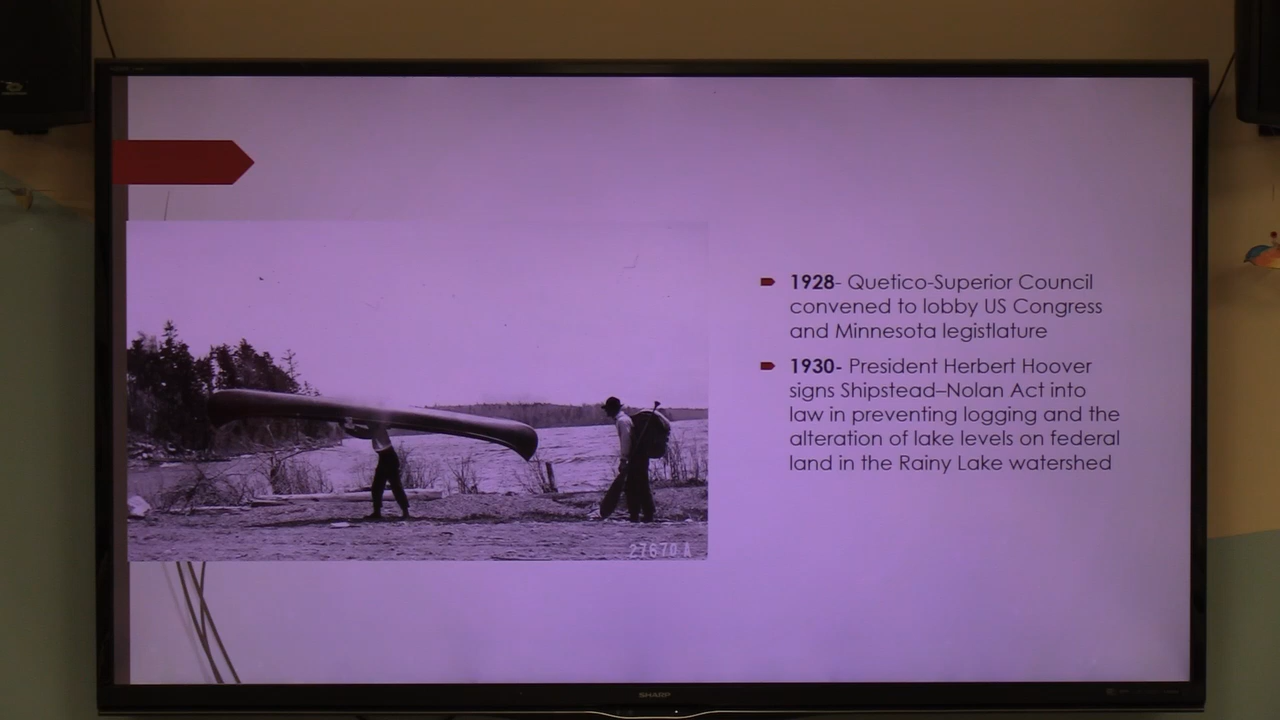 1928- Quetico-Superior Council
convened to lobby US Congress
and Minnesota legistlature
1930- President Herbert Hoover
signs Shipstead–Nolan Act into
law in preventing logging and the
alteration of lake levels on federal
land in the Rainy Lake watershed
27670 A
SHARP